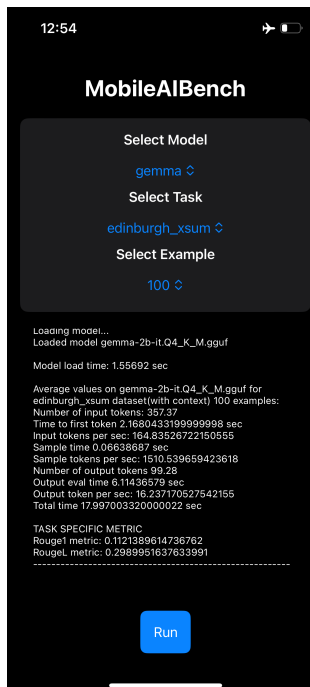 12:54
MobileAIBench
Select Model
gemma
Select Task
edinburgh_xsum
Select Example
100
Loading model...
Loaded model gemma-2b-it.Q4_K_M.gguf
Model load time: 1.55692 sec
Average values on gemma-2b-it.Q4_K_M.gguf for
edinburgh_xsum dataset(with context) 100 examples:
Number of input tokens: 357.37
Time to first token 2.1680433199999998 sec
Input tokens per sec: 164.83526722150555
Sample time 0.06638687 sec
Sample tokens per sec: 1510.539659423618
Number of output tokens 99.28
Output eval time 6.11436579 sec
Output token per sec: 16.237170527542155
Total time 17.997003320000022 sec
TASK SPECIFIC METRIC
Rouge1 metric: 0.1121389614736762
RougeL metric: 0.2989951637633991
------------------------------------------------------------
Run